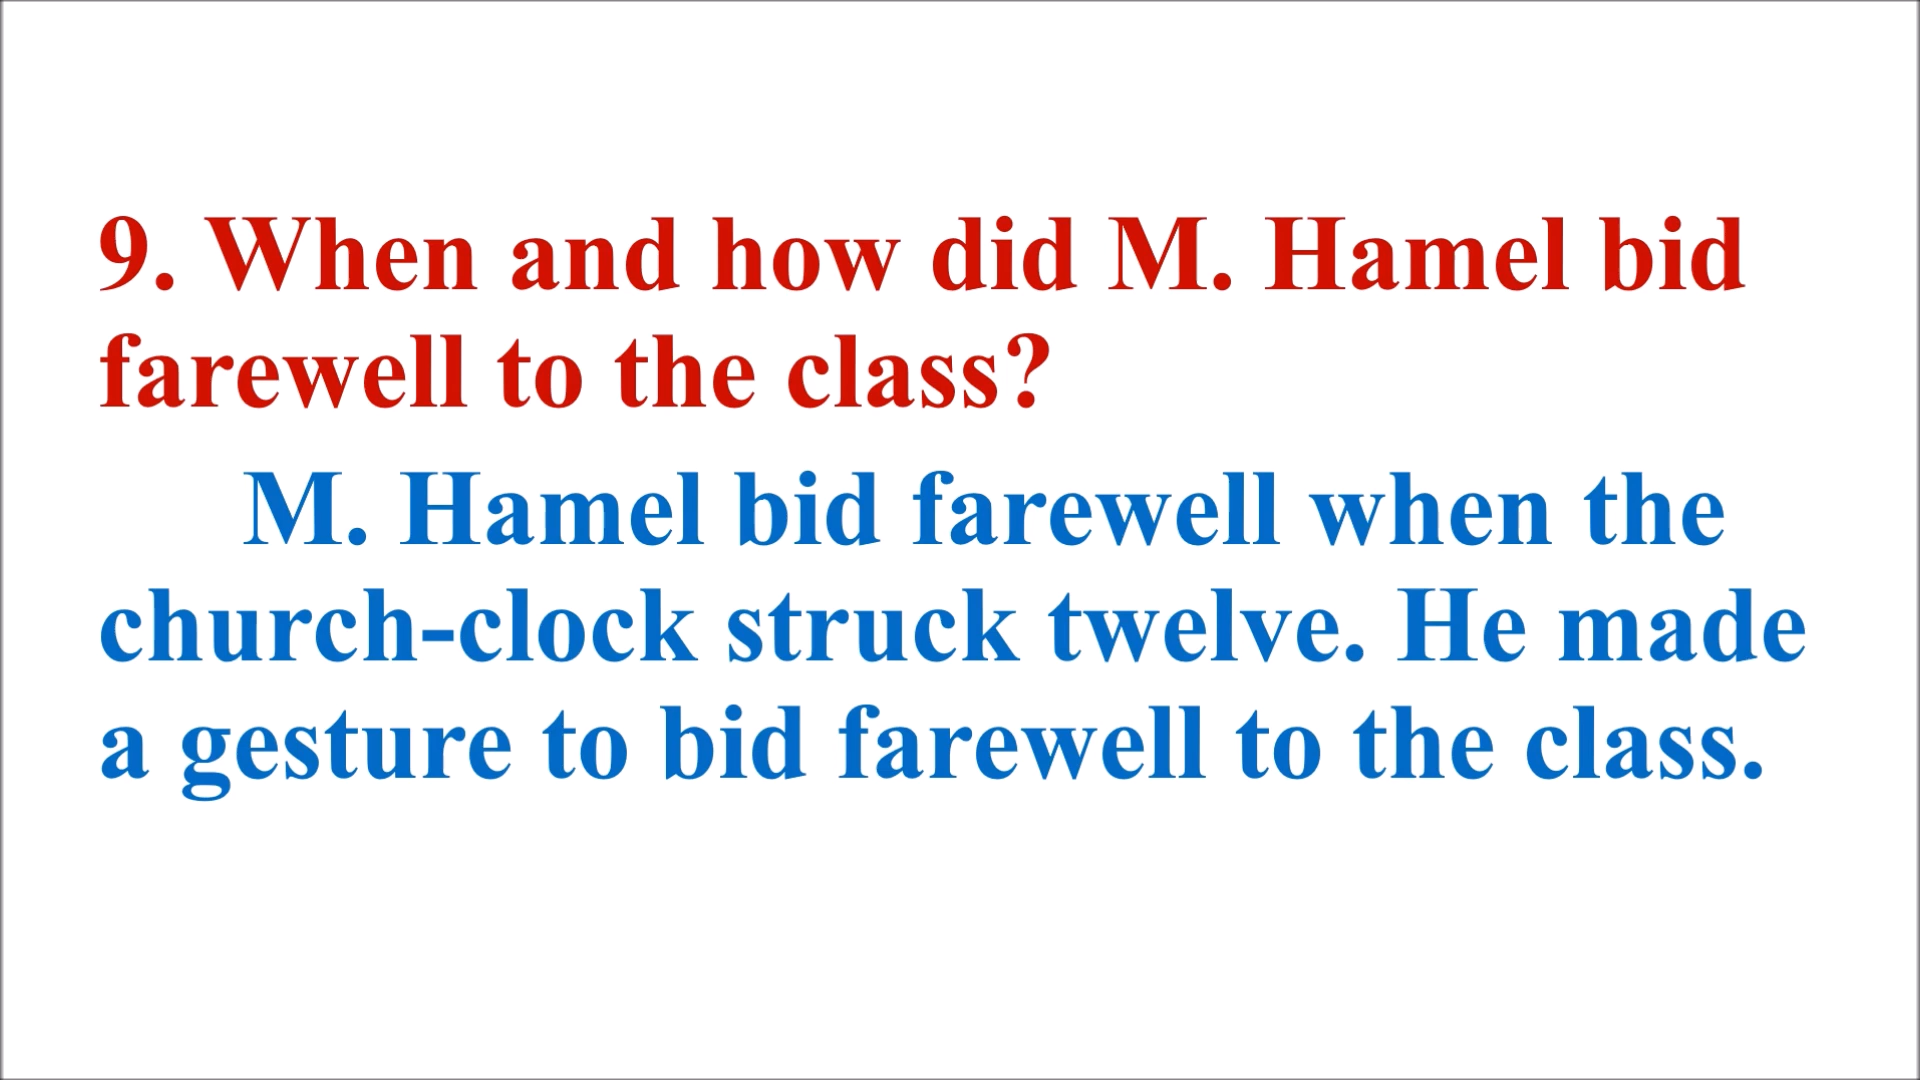 9. When and how did M. Hamel bid
farewell to the class?
M. Hamel bid farewell when the
church-clock struck twelve. He made
a gesture to bid farewell to the class.